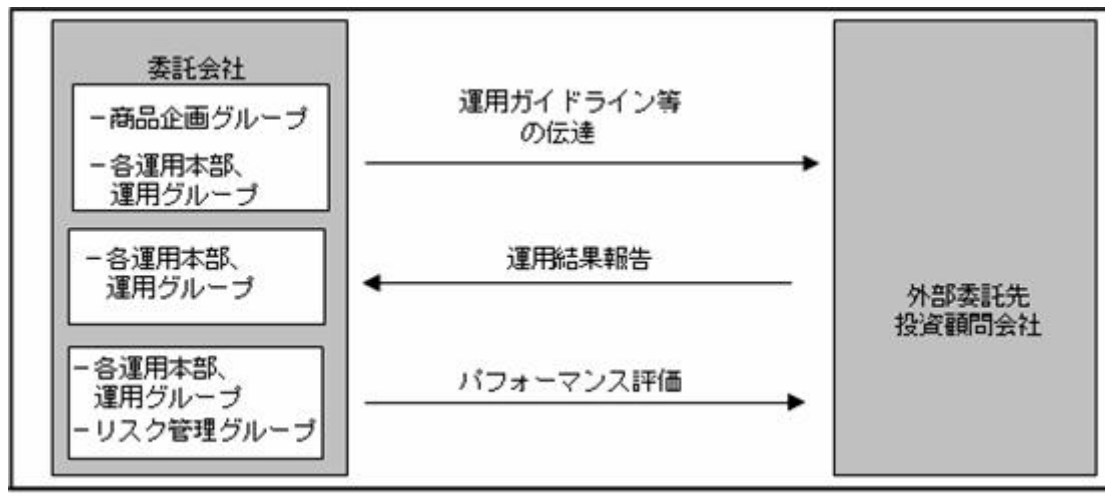 委託会社
－商品企画グループ
－各運用本部、
運用グループ
運用ガイドライン等
の伝達
－各運用本部、
運用グループ
運用結果報告
－各運用本部、
運用グループ
－リスク管理グループ
パフォーマンス評価
外部委託先
投資顧問会社